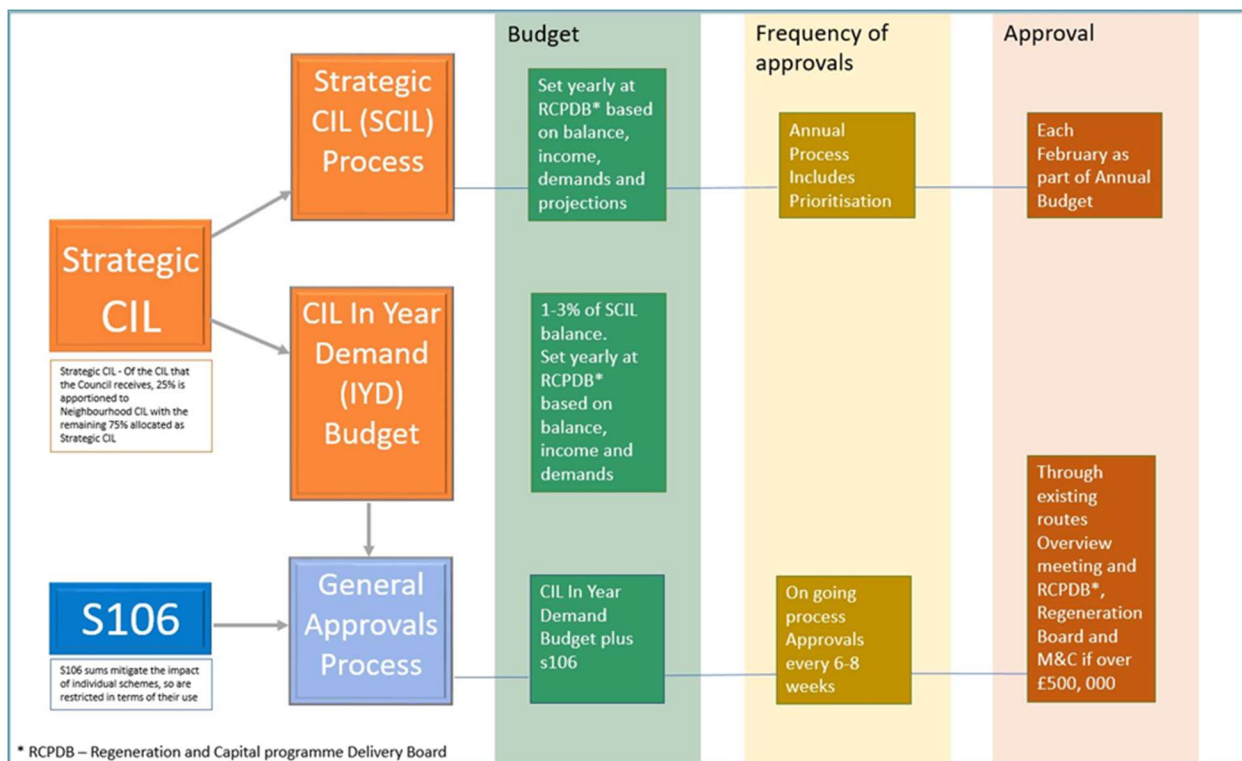 Budget
Frequency of
approvals
Approval
Strategic
CIL (SCIL)
Process
Set yearly at
RCPDB* based
on balance,
income,
demands and
projections
Annual
Process
Includes
Prioritisation
Each
February as
part of Annual
Budget
Strategic
CIL
Strategic CIL - Of the CIL that
the Council receives, 25% is
apportioned to
Neighbourhood CIL with the
remaining 75% allocated as
Strategic CIL
CIL In Year
Demand
(IYD)
Budget
1-3% of SCIL
balance.
Set yearly at
RCPDB*
based on
balance,
income and
demands
S106
S106 sums mitigate the impact
of individual schemes, so are
restricted in terms of their use
General
Approvals
Process
CIL In Year
Demand
Budget plus
s106
On going
process
Approvals
every 6-8
weeks
Through
existing
routes
Overview
meeting and
RCPDB*,
Regeneration
Board and
M&C if over
£500, 000
* RCPDB – Regeneration and Capital programme Delivery Board